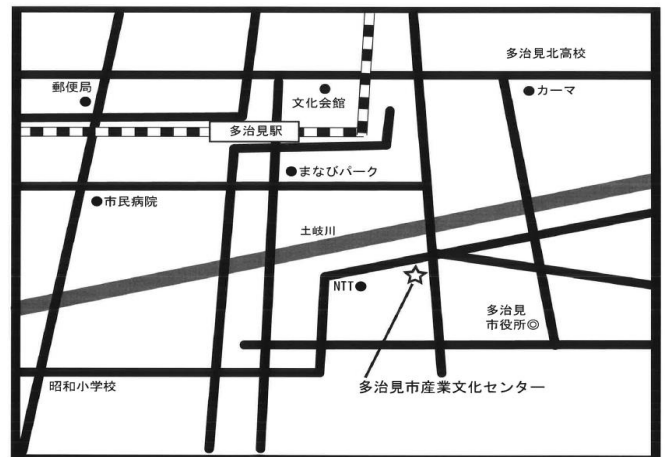 多治見北高校
郵便局
カーマ
文化会館
多治見駅
まなびパーク
市民病院
土岐川
NTT
多治見
市役所◎
昭和小学校
多治見市産業文化センター